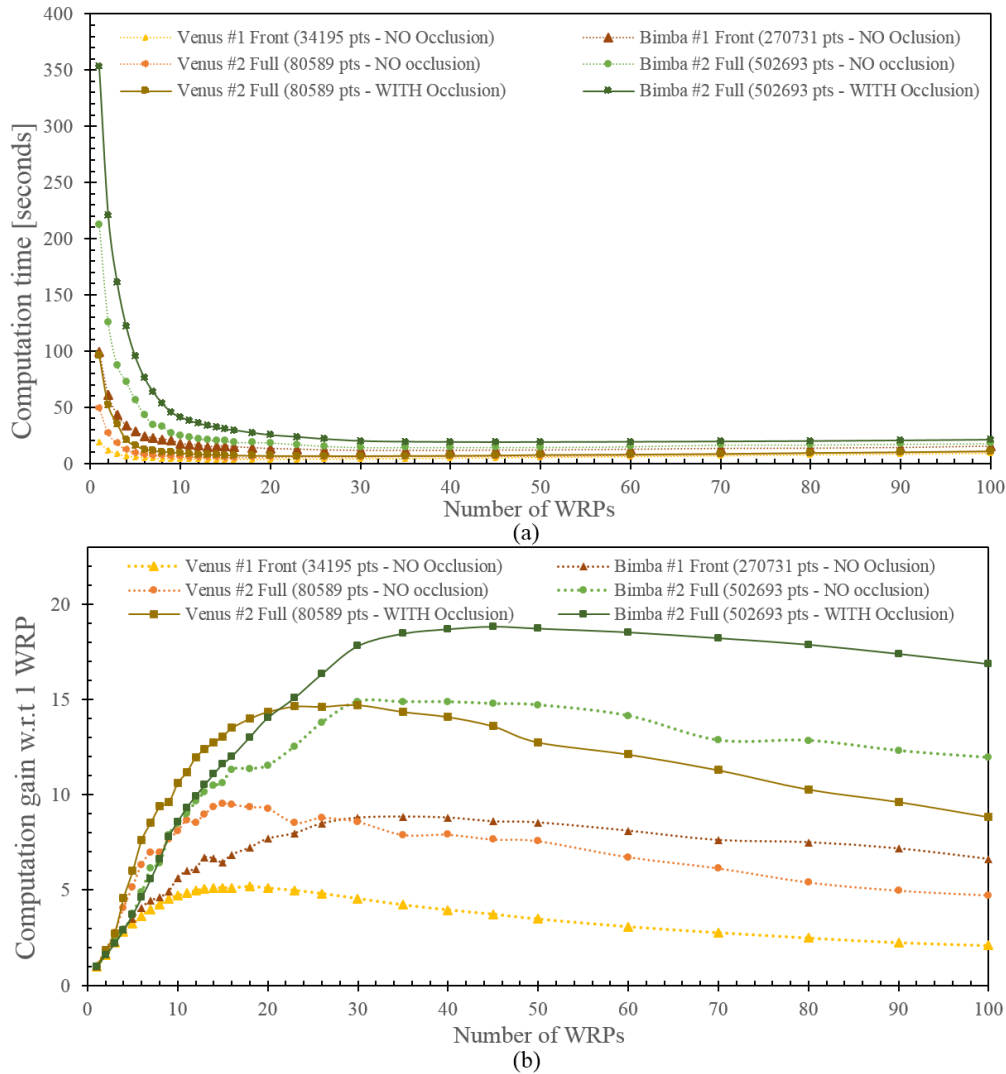 400
350
300
250
200
150
100
50
0
Computation time [seconds]
Venus #1 Front (34195 pts - NO Occlusion)
Bimba #1 Front (270731 pts - NO Oclusion)
Venus #2 Full (80589 pts - NO occlusion)
Bimba #2 Full (502693 pts - NO occlusion)
Venus #2 Full (80589 pts - WITH Occlusion)
Bimba #2 Full (502693 pts - WITH Occlusion)
0 10 20 30 40 50 60 70 80 90 100
Number of WRPs
(a)
20
15
10
5
0
Computation gain w.r.t 1 WRP
Venus #1 Front (34195 pts - NO Occlusion)
Bimba #1 Front (270731 pts - NO Oclusion)
Venus #2 Full (80589 pts - NO occlusion)
Bimba #2 Full (502693 pts - NO occlusion)
Venus #2 Full (80589 pts - WITH Occlusion)
Bimba #2 Full (502693 pts - WITH Occlusion)
0 10 20 30 40 50 60 70 80 90 100
Number of WRPs
(b)